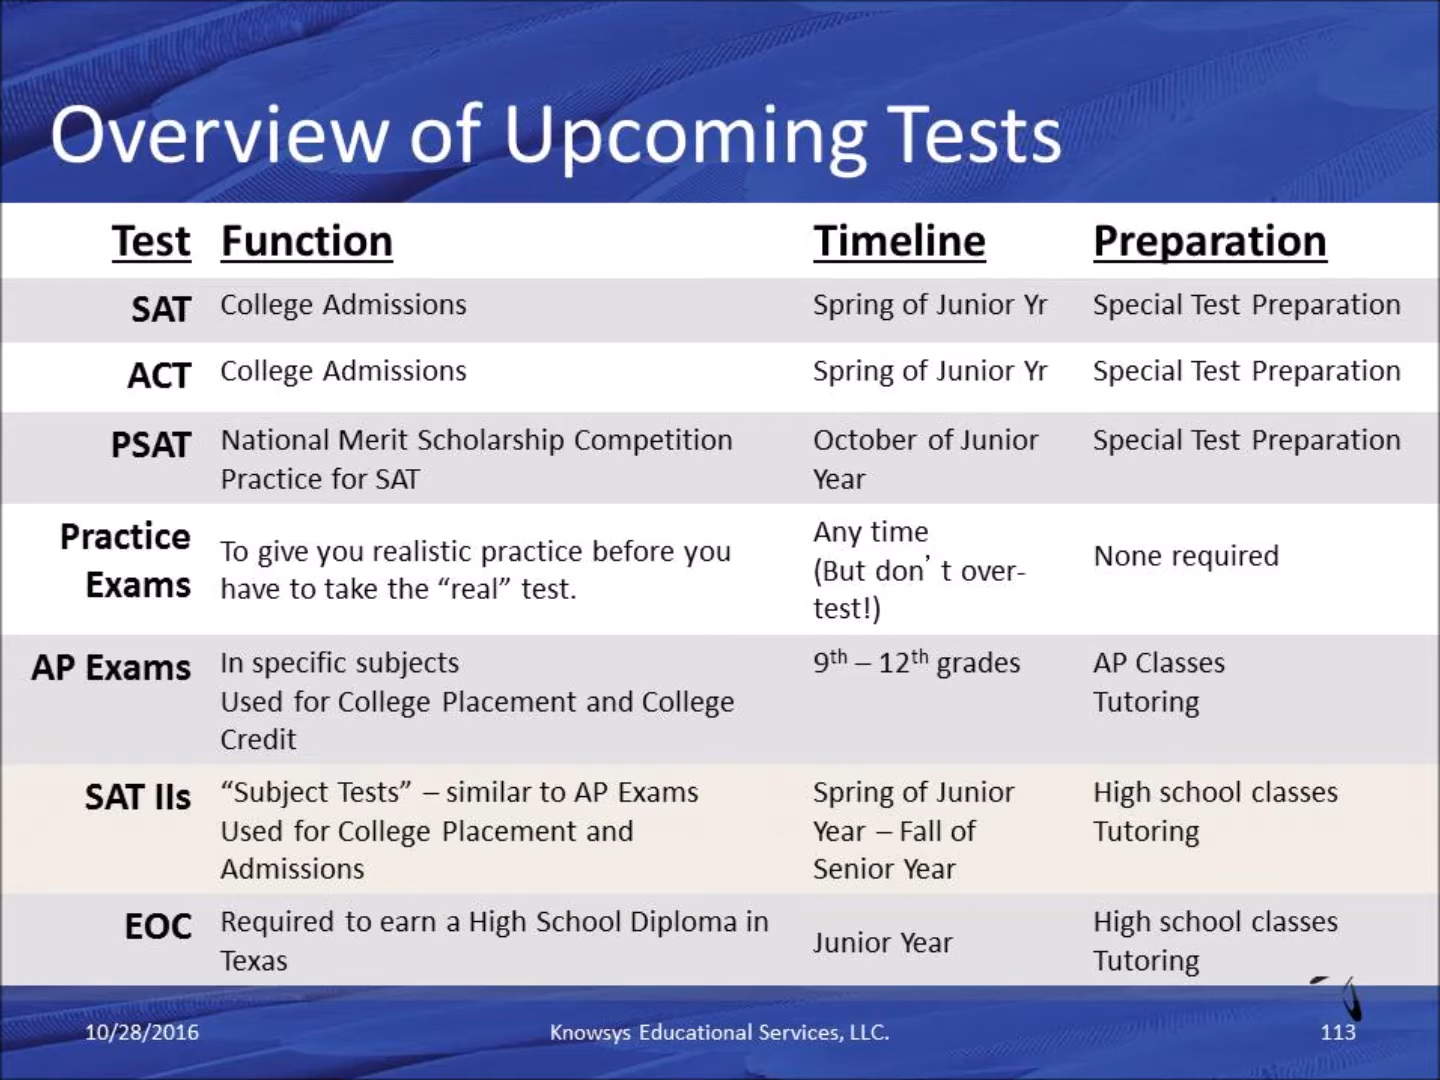 Overview of Upcoming Tests
Test Function Timeline Preparation
SAT College Admissions Spring of Junior Yr Special Test Preparation
ACT College Admissions Spring of Junior Yr Special Test Preparation
PSAT National Merit Scholarship Competition October of Junior Special Test Preparation
Practice for SAT Year
Practice Any time
To give you realistic practice before you (But don’ t over- None required
Exams have to take the “real” test. test!)
AP Exams In specific subjects 9th – 12th grades AP Classes
Used for College Placement and College Tutoring
Credit
SAT IIs “Subject Tests” – similar to AP Exams Spring of Junior High school classes
Used for College Placement and Year – Fall of Tutoring
Admissions Senior Year
EOC Required to earn a High School Diploma in Junior Year High school classes
Texas Tutoring
10/28/2016 Knowsys Educational Services, LLC. 113